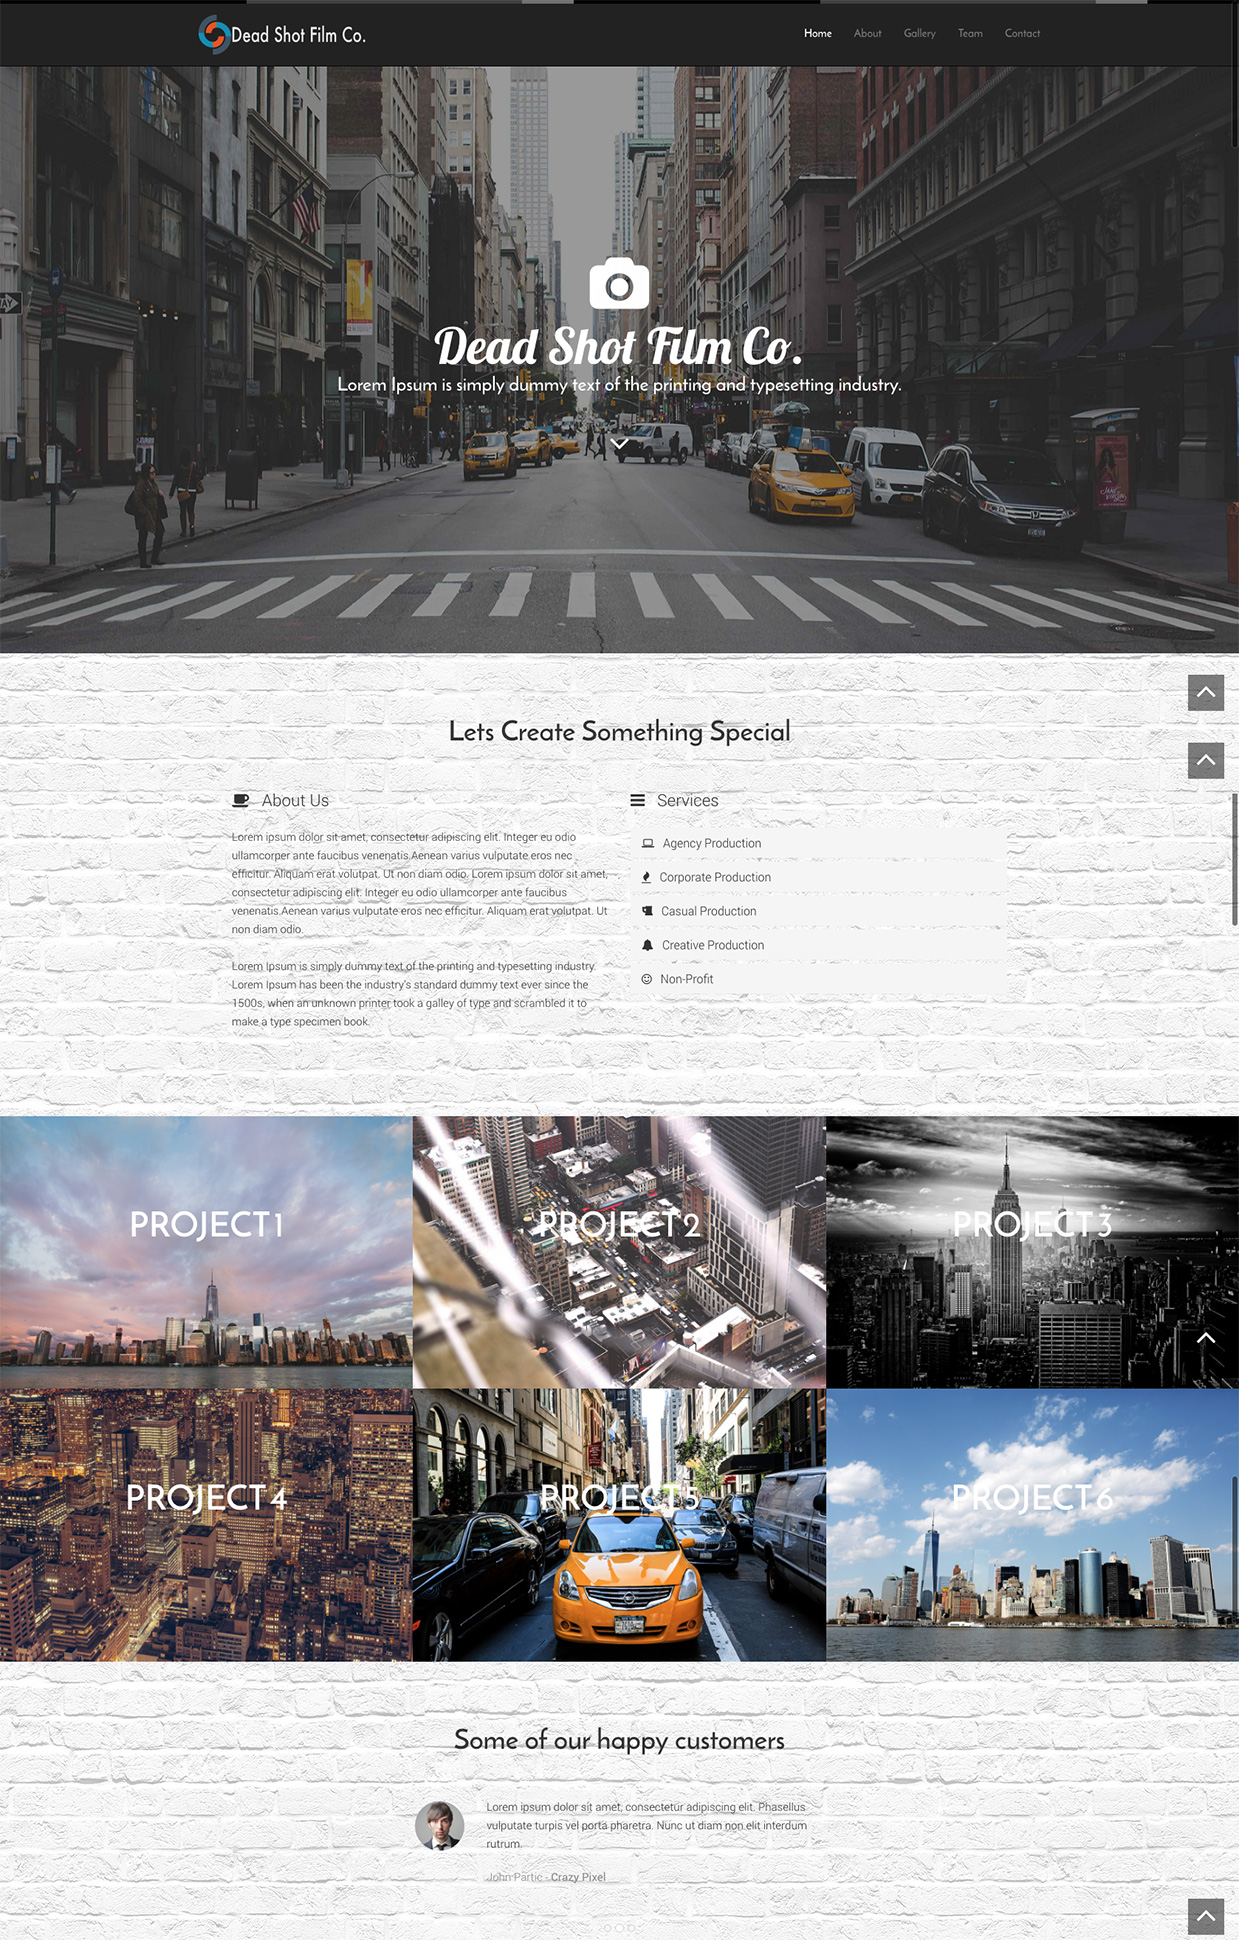 Dead Shot Film Co.
Home About Gallery Team Contact
Dead Shot Film Co.
Lorem Ipsum is simply dummy text of the printing and typesetting industry.
Lets Create Something Special
About Us
Lorem ipsum dolor sit amet, consectetur adipiscing elit. Integer eu odio
ullamcorper ante faucibus venenatis.Aenean varius vulputate eros nec
efficitur. Aliquam erat volutpat. Ut non diam odio. Lorem ipsum dolor sit amet,
consectetur adipiscing elit. Integer eu odio ullamcorper ante faucibus
venenatis.Aenean varius vulputate eros nec efficitur. Aliquam erat volutpat. Ut
non diam odio.
Lorem Ipsum is simply dummy text of the printing and typesetting industry.
Lorem Ipsum has been the industry's standard dummy text ever since the
1500s, when an unknown printer took a galley of type and scrambled it to
make a type specimen book.
Services
Agency Production
Corporate Production
Casual Production
Creative Production
Non-Profit
PROJECT 1
PROJECT 2
PROJECT 3
PROJECT 4
PROJECT 5
PROJECT 6
Some of our happy customers
Lorem ipsum dolor sit amet, consectetur adipiscing elit. Phasellus
vulputate turpis vel porta pharetra. Nunc ut diam non elit interdum
rutrum.
John Partic - Crazy Pixel